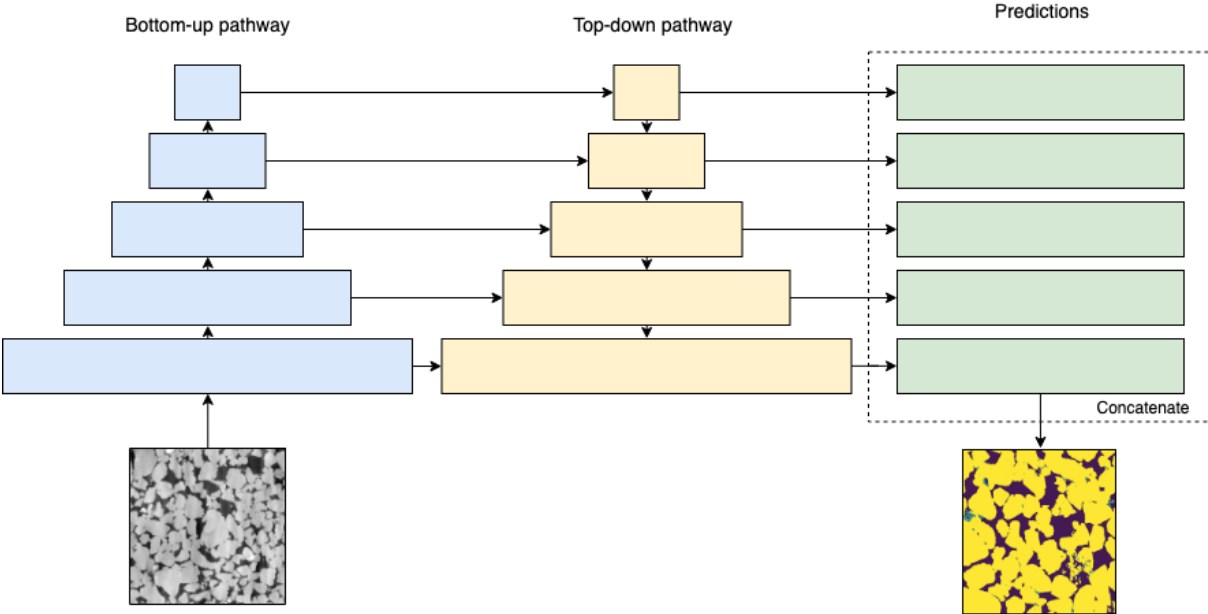 Bottom-up pathway
Top-down pathway
Predictions
Concatenate